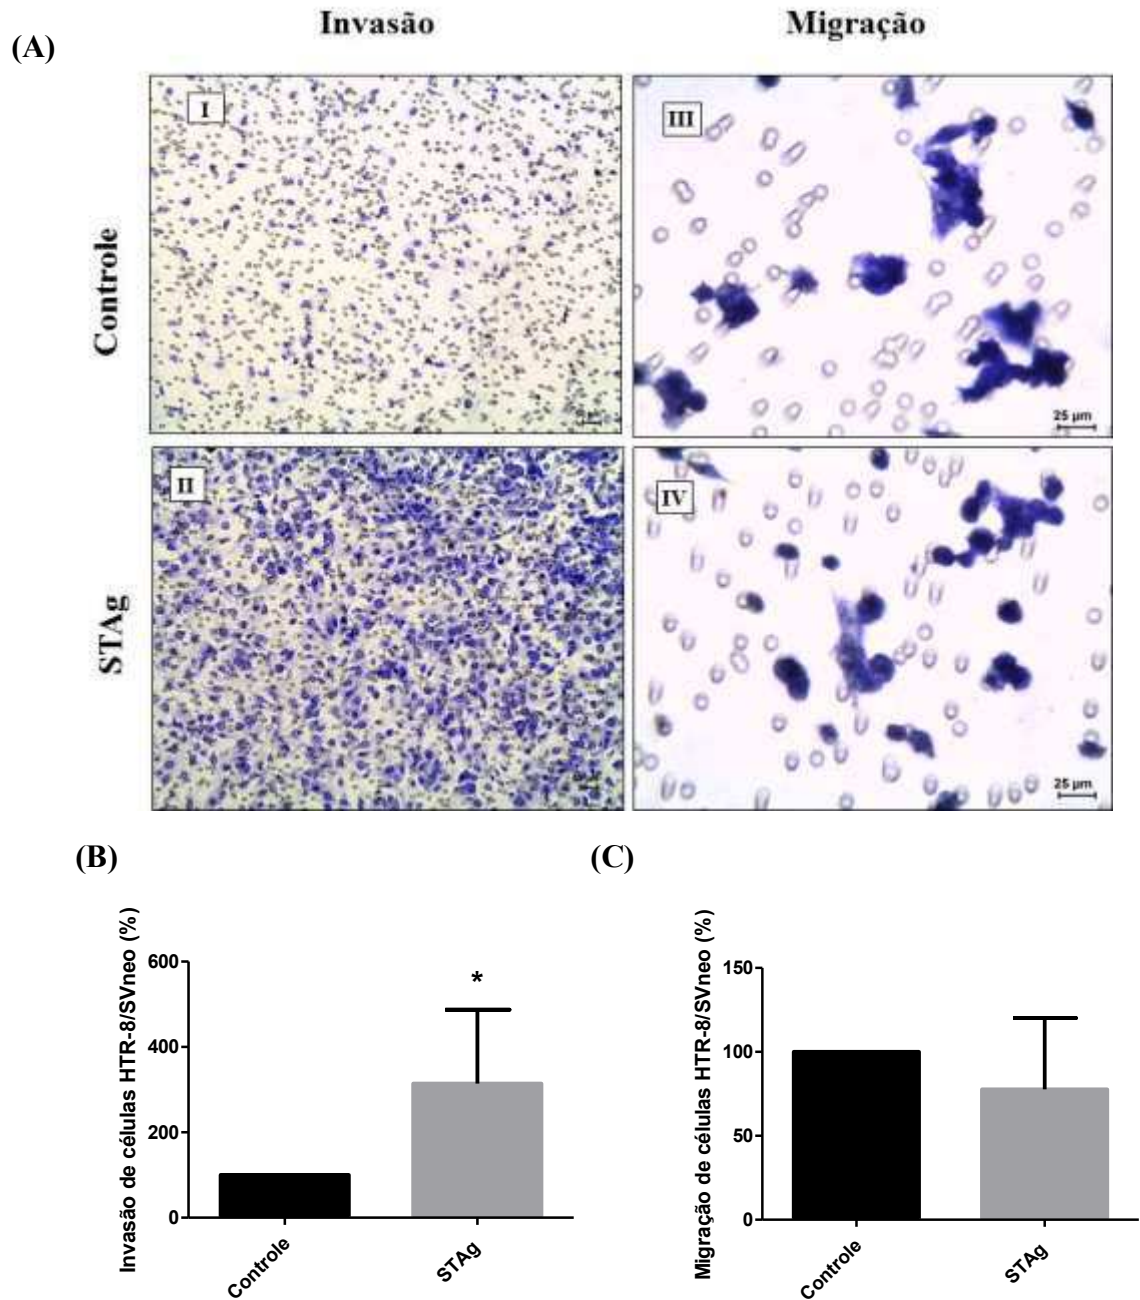 Invasão
Migração
(A)
I
III
Controle
25 µm
II
IV
STAg
25 µm
(B)
(C)
Invasão de células HTR-8/SVneo (%)
600
400
200
0
*
Controle
STAg
Migração de células HTR-8/SVneo (%)
150
100
50
0
Controle
STAg